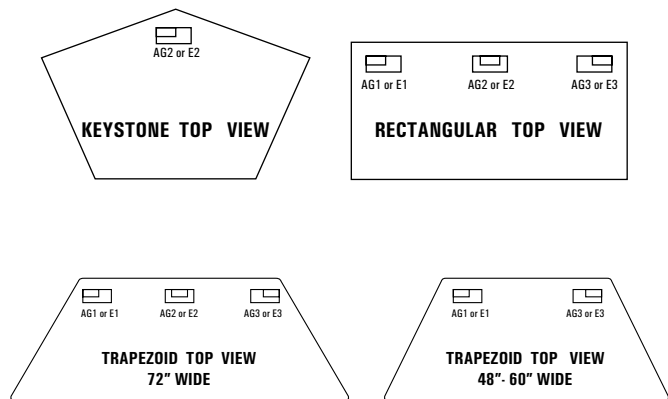 AG2 or E2
KEYSTONE TOP VIEW
AG1 or E1 AG2 or E2 AG3 or E3
RECTANGULAR TOP VIEW
AG1 or E1 AG2 or E2 AG3 or E3
TRAPEZOID TOP VIEW
72" WIDE
AG1 or E1 AG3 or E3
TRAPEZOID TOP VIEW
48"- 60" WIDE